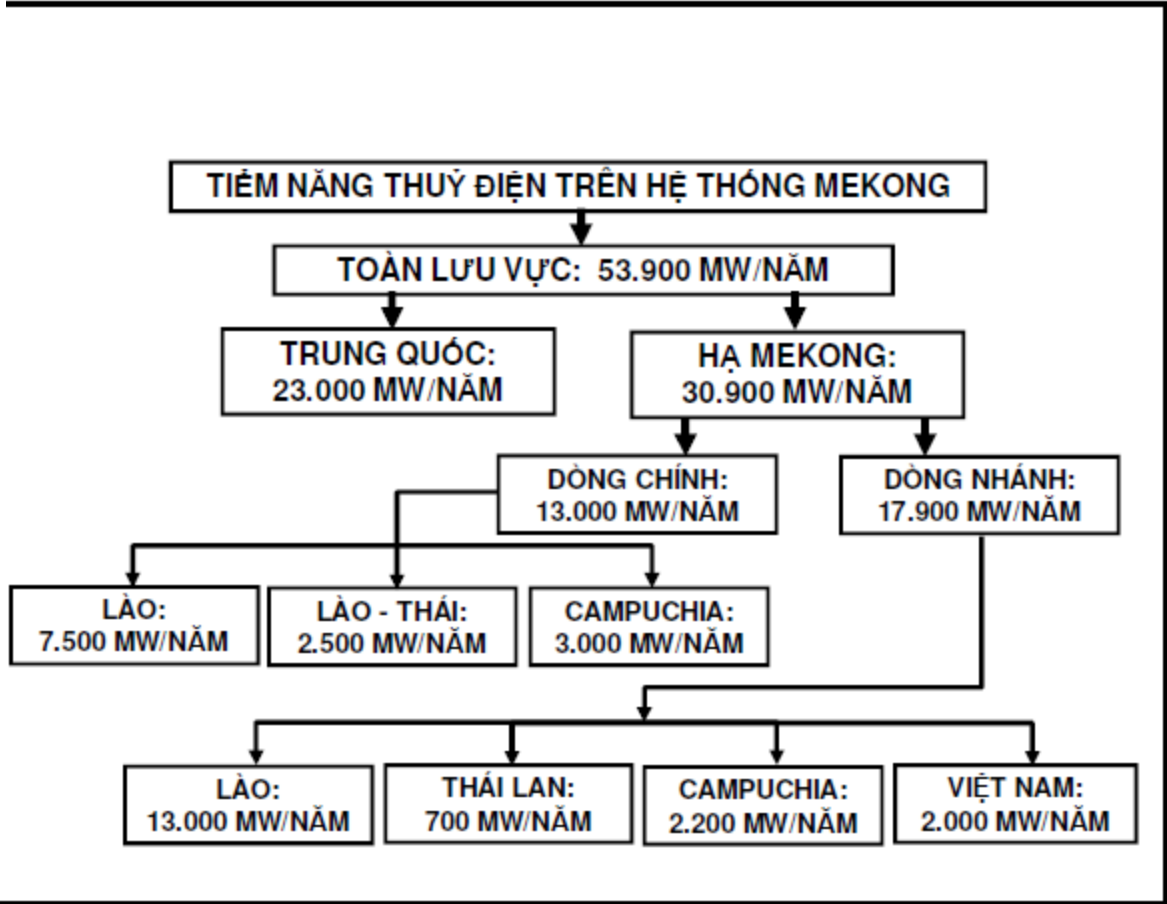 TIỀM NĂNG THUỶ ĐIỆN TRÊN HỆ THỐNG MEKONG
TOÀN LƯU VỰC: 53.900 MW/NĂM
TRUNG QUỐC:
23.000 MW/NĂM
HẠ MEKONG:
30.900 MW/NĂM
DÒNG CHÍNH:
13.000 MW/NĂM
DÒNG NHÁNH:
17.900 MW/NĂM
LÀO:
7.500 MW/NĂM
LÀO - THÁI:
2.500 MW/NĂM
CAMPUCHIA:
3.000 MW/NĂM
LÀO:
13.000 MW/NĂM
THÁI LAN:
700 MW/NĂM
CAMPUCHIA:
2.200 MW/NĂM
VIỆT NAM:
2.000 MW/NĂM